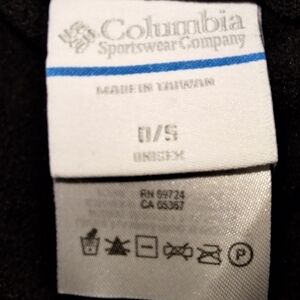 Columbia
Sportswear Company
MADE IN TAIWAN
O/S
UNISEX
RN 69724
CA 05367
P